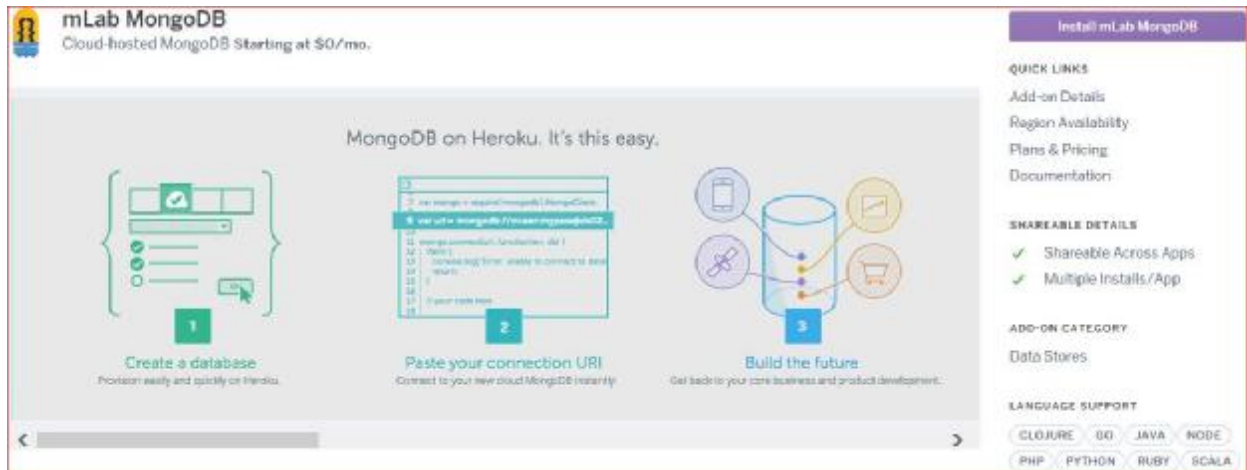 mLab MongoDB
Cloud-hosted MongoDB Starting at $0/mo.
Install mLab MongoDB
QUICK LINKS
Add-on Details
Region Availability
Plans & Pricing
Documentation
SHAREABLE DETAILS
Shareable Across Apps
Multiple Installs/App
ADD-ON CATEGORY
Data Stores
LANGUAGE SUPPORT
CLOJURE GO JAVA NODE
PHP PYTHON RUBY SCALA
MongoDB on Heroku. It's this easy.
1
Create a database
Provision easily and quickly on Heroku.
2
Paste your connection URI
Connect to your new cloud MongoDB instantly
3
Build the future
Get back to your core business and product development.